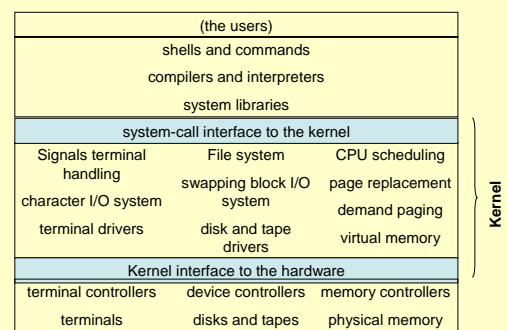 (the users)
shells and commands
compilers and interpreters
system libraries
system-call interface to the kernel
Signals terminal
handling
character I/O system
terminal drivers
File system
swapping block I/O
system
disk and tape
drivers
CPU scheduling
page replacement
demand paging
virtual memory
Kernel interface to the hardware
terminal controllers
terminals
device controllers
disks and tapes
memory controllers
physical memory
Kernel